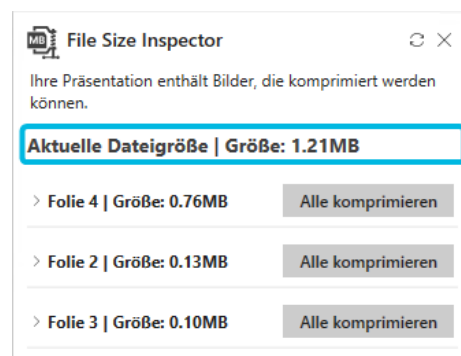 MB File Size Inspector
Ihre Präsentation enthält Bilder, die komprimiert werden
können.
Aktuelle Dateigröße | Größe: 1.21MB
Folie 4 | Größe: 0.76MB Alle komprimieren
Folie 2 | Größe: 0.13MB Alle komprimieren
Folie 3 | Größe: 0.10MB Alle komprimieren